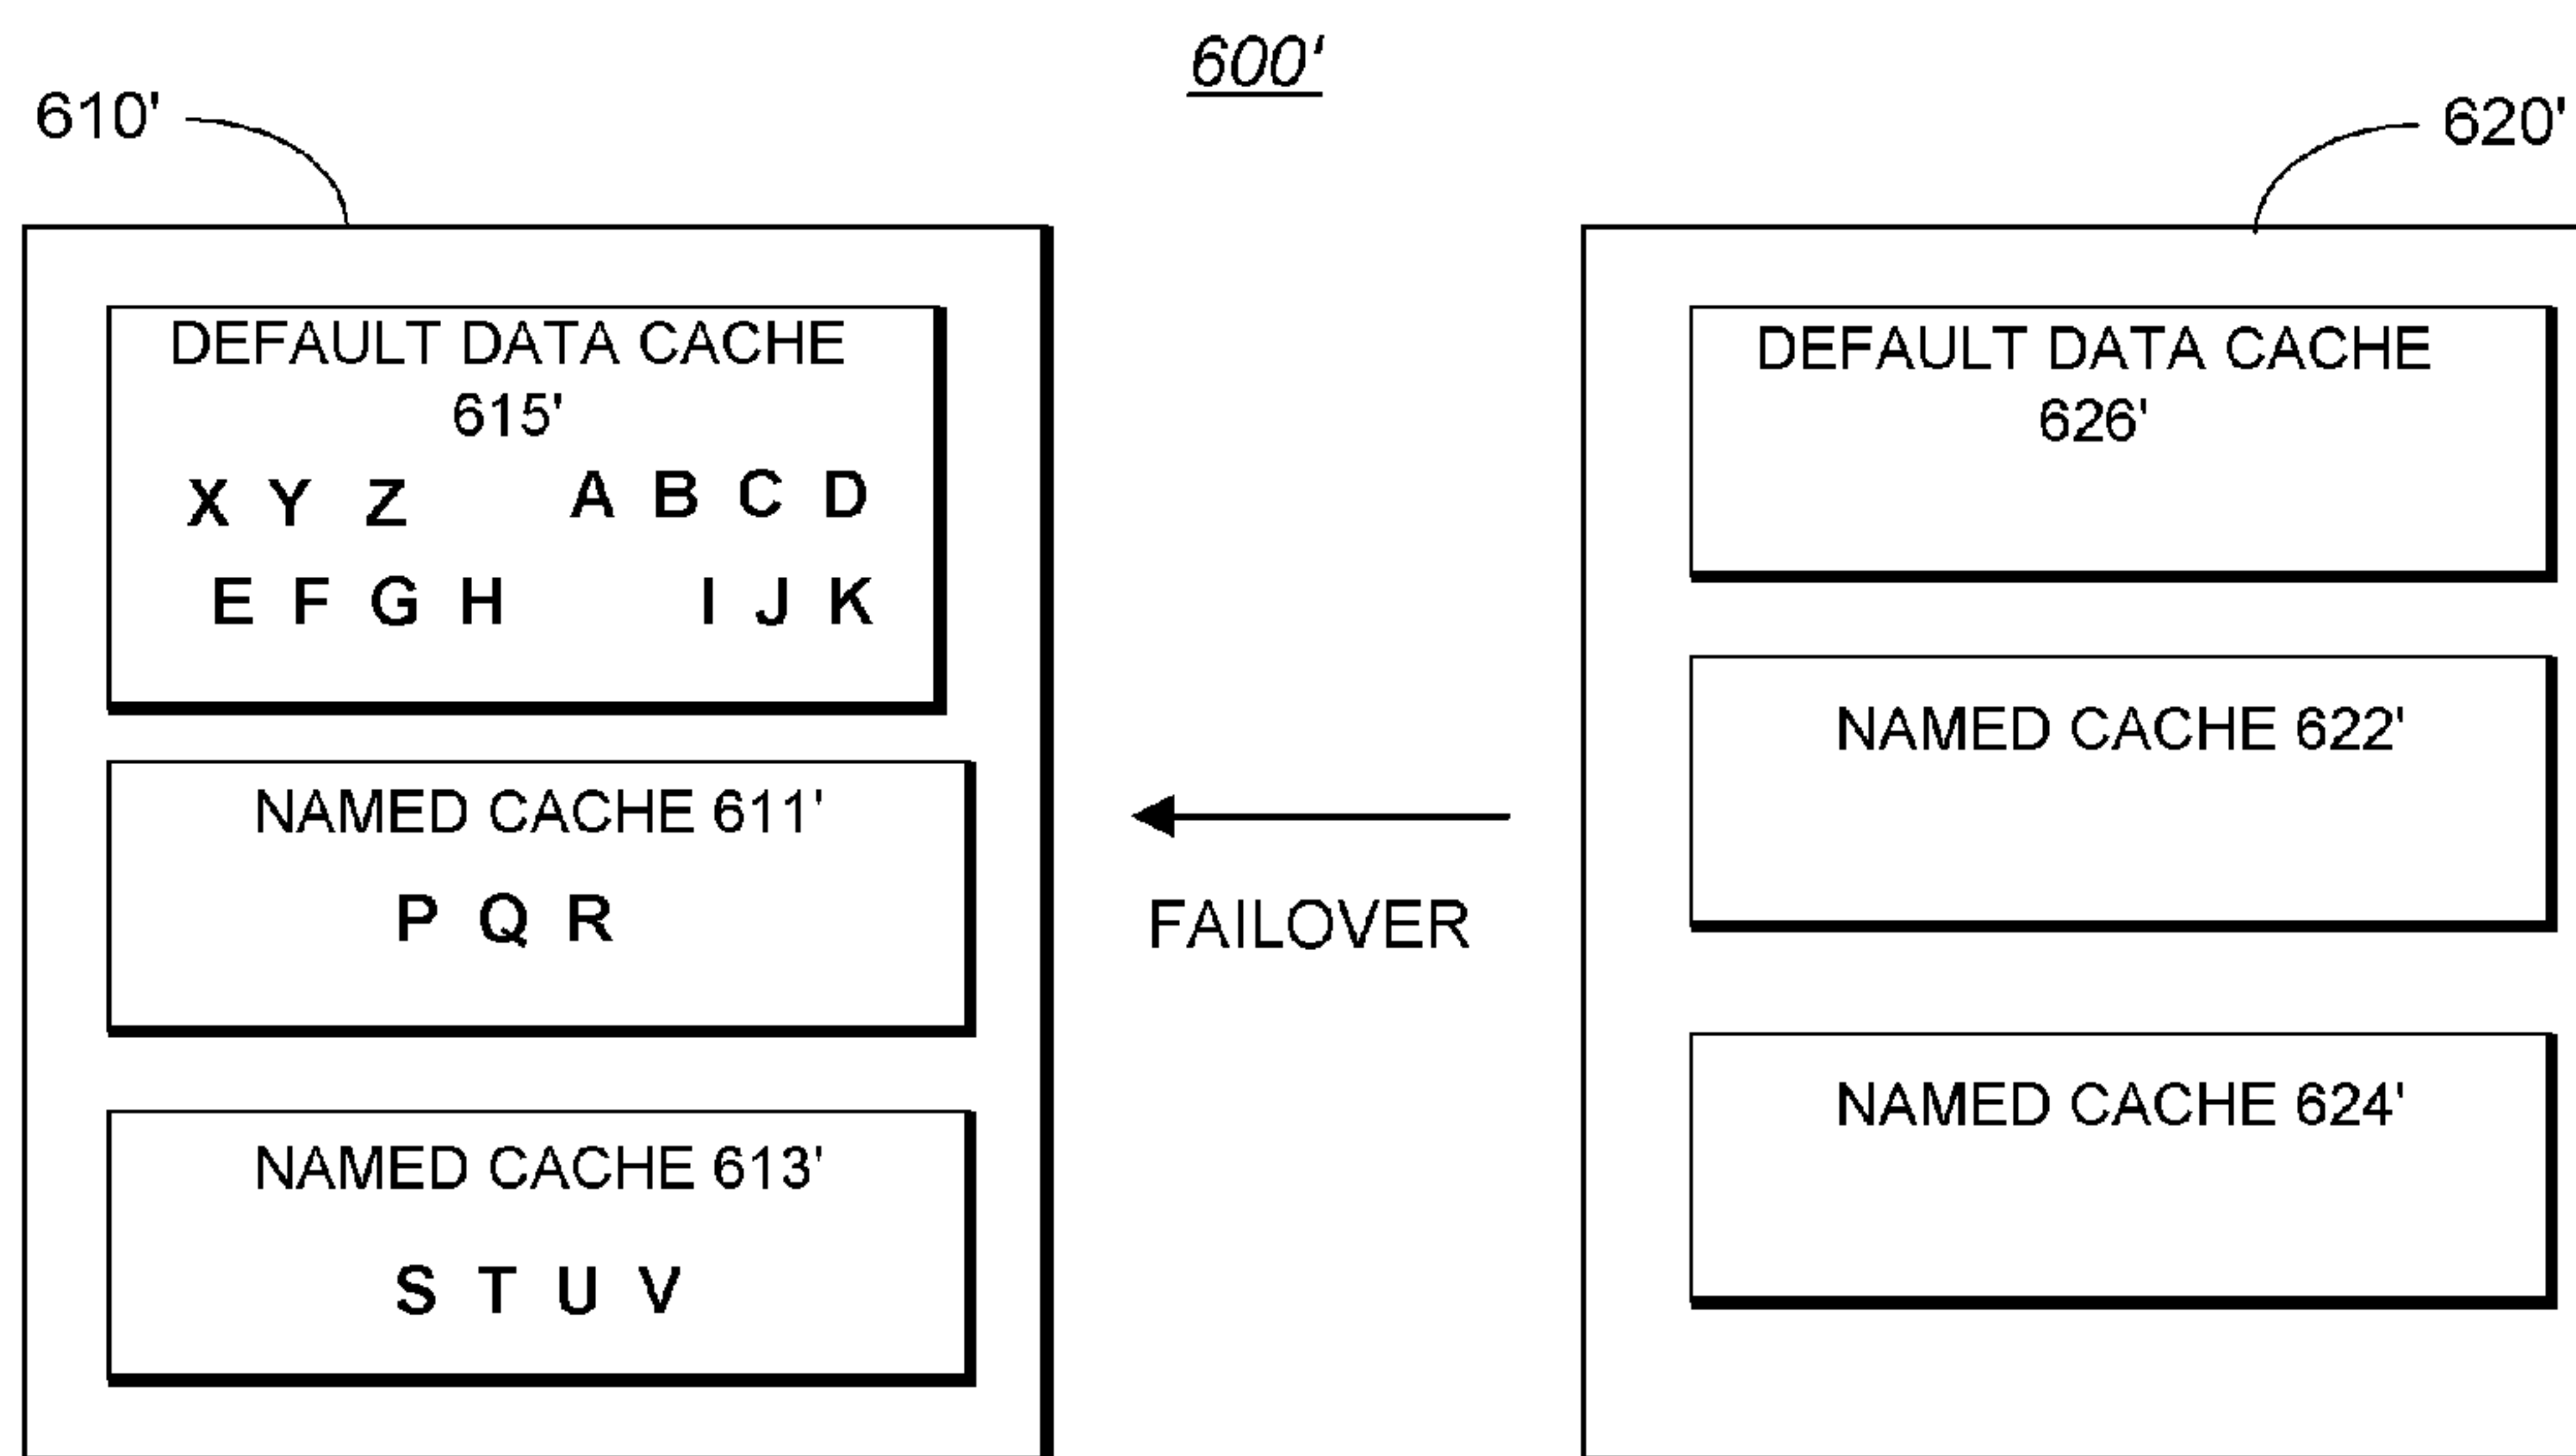 600'
610'
620'
DEFAULT DATA CACHE
615'
X Y Z A B C D
E F G H I J K
NAMED CACHE 611'
P Q R
NAMED CACHE 613'
S T U V
FAILOVER
DEFAULT DATA CACHE
626'
NAMED CACHE 622'
NAMED CACHE 624'